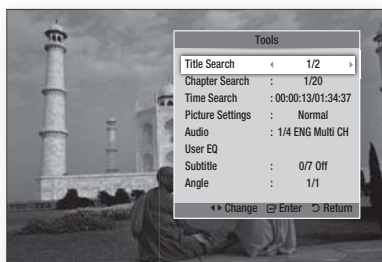 Tools
Title Search 1/2
Chapter Search : 1/20
Time Search : 00:00:13/01:34:37
Picture Settings : Normal
Audio : 1/4 ENG Multi CH
User EQ
Subtitle : 0/7 Off
Angle : 1/1
Change Enter Return